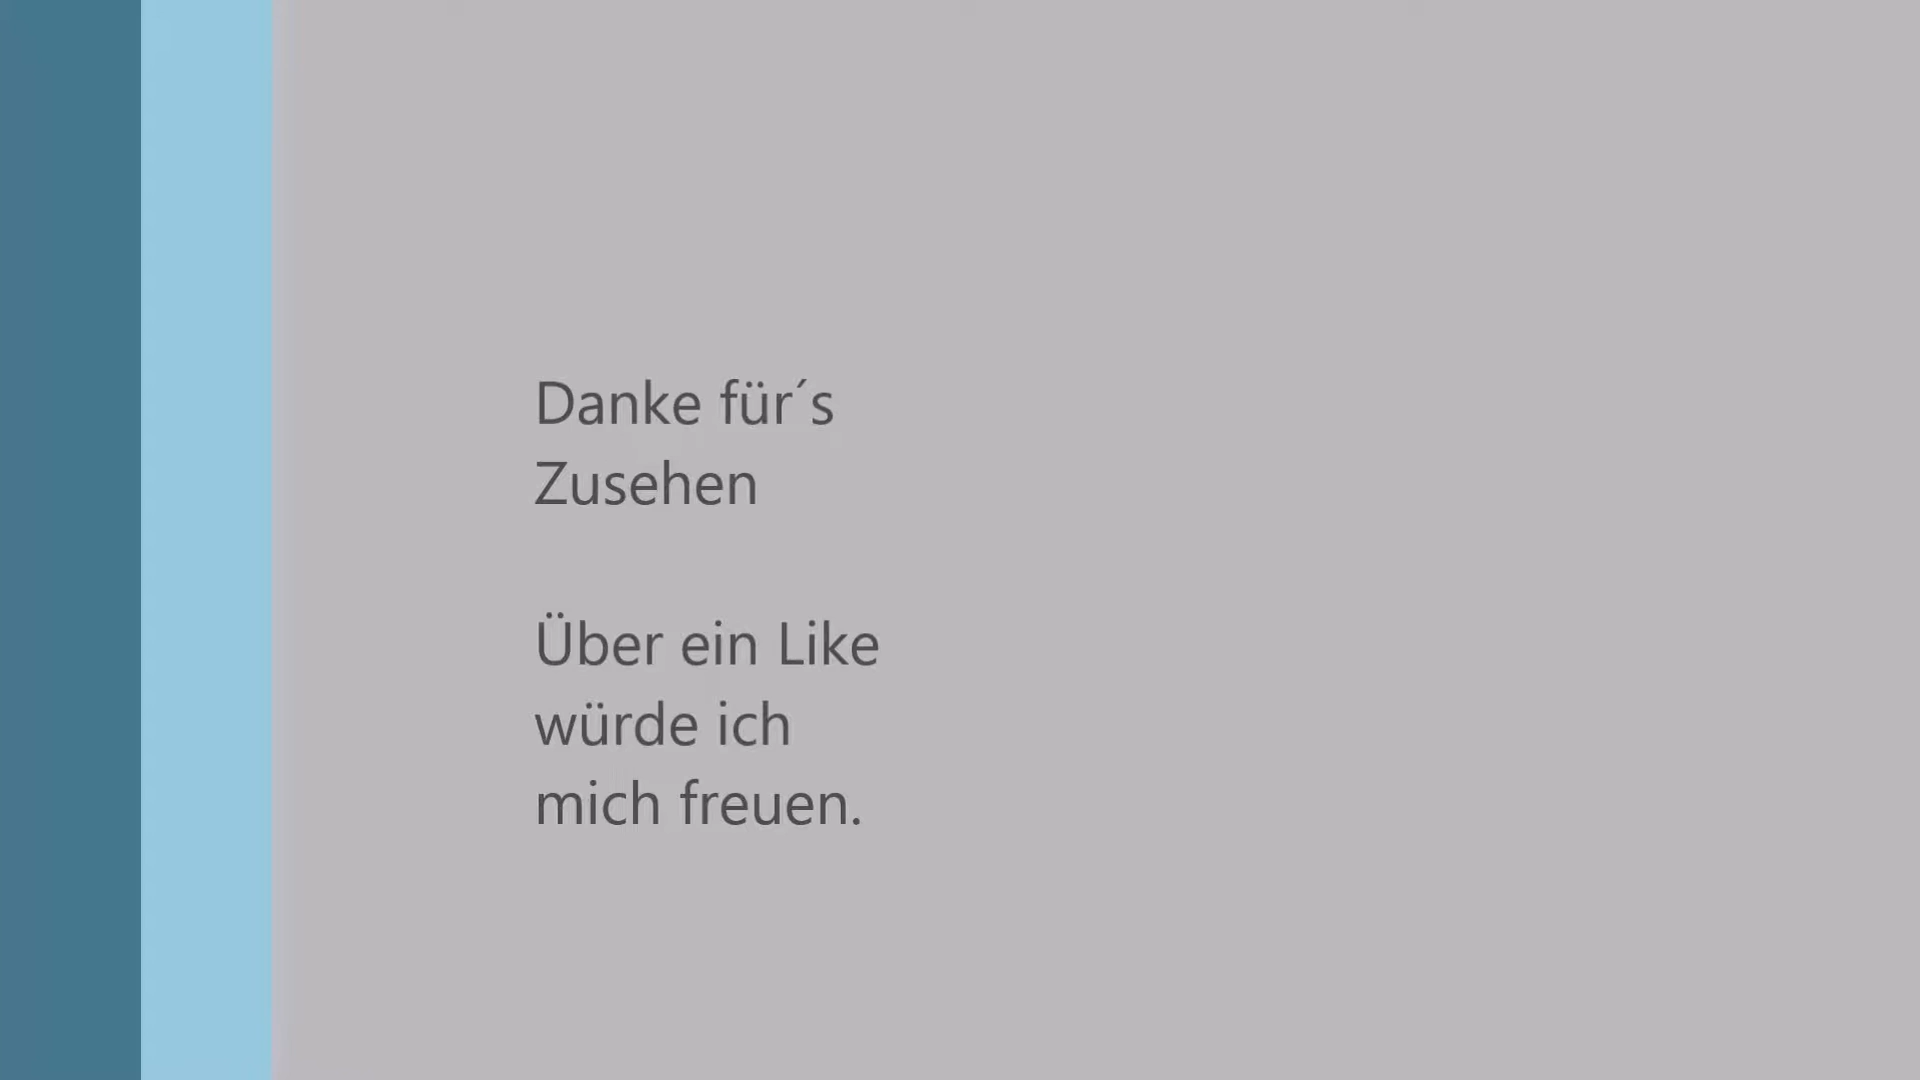 Danke für´s
Zusehen
Über ein Like
würde ich
mich freuen.